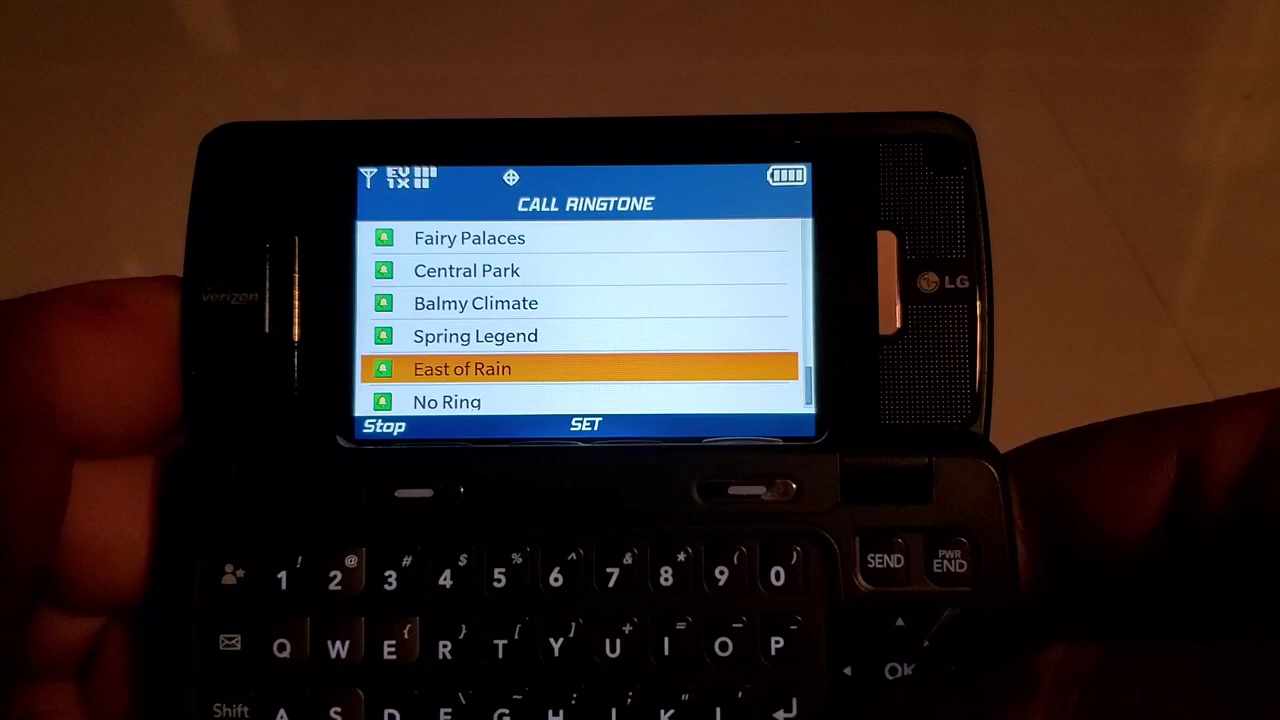 EV
1X
CALL RINGTONE
Fairy Palaces
Central Park
Balmy Climate
Spring Legend
East of Rain
No Ring
Stop SET
verizon
LG
! @ # $ % ^ & * ( )
1 2 3 4 5 6 7 8 9 0
SEND
PWR
END
{ } [ ] + = – -
Q W E R T Y U I O P
OK
\ ~ : ; " '
Shift A S D F G H J K L